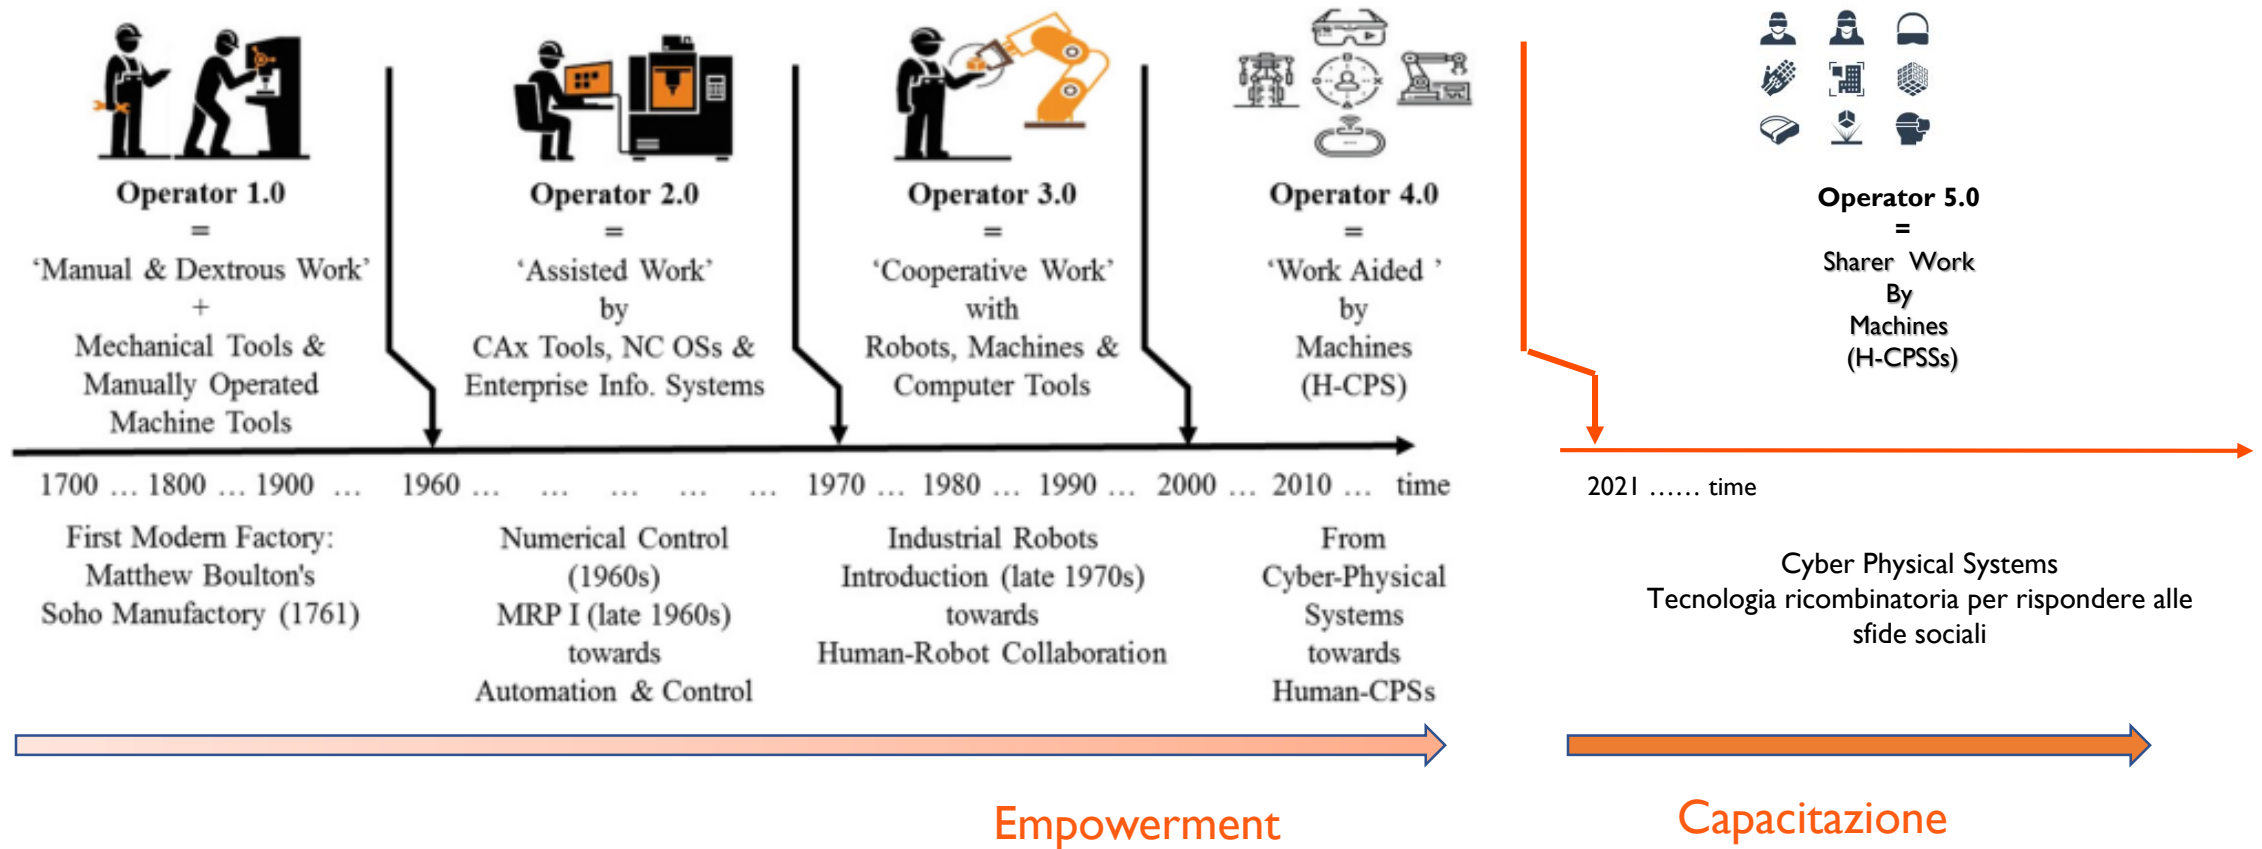 Operator 1.0
=
‘Manual & Dextrous Work’
+
Mechanical Tools &
Manually Operated
Machine Tools
Operator 2.0
=
‘Assisted Work’
by
CAx Tools, NC OSs &
Enterprise Info. Systems
Operator 3.0
=
‘Cooperative Work’
with
Robots, Machines &
Computer Tools
Operator 4.0
=
‘Work Aided ’
by
Machines
(H-CPS)
Operator 5.0
=
Sharer Work
By
Machines
(H-CPSSs)
1700 … 1800 … 1900 … 1960 … … … … … 1970 … 1980 … 1990 … 2000 … 2010 … time
2021 …… time
First Modern Factory:
Matthew Boulton's
Soho Manufactory (1761)
Numerical Control
(1960s)
MRP I (late 1960s)
towards
Automation & Control
Industrial Robots
Introduction (late 1970s)
towards
Human-Robot Collaboration
From
Cyber-Physical
Systems
towards
Human-CPSs
Cyber Physical Systems
Tecnologia ricombinatoria per rispondere alle
sfide sociali
Empowerment
Capacitazione